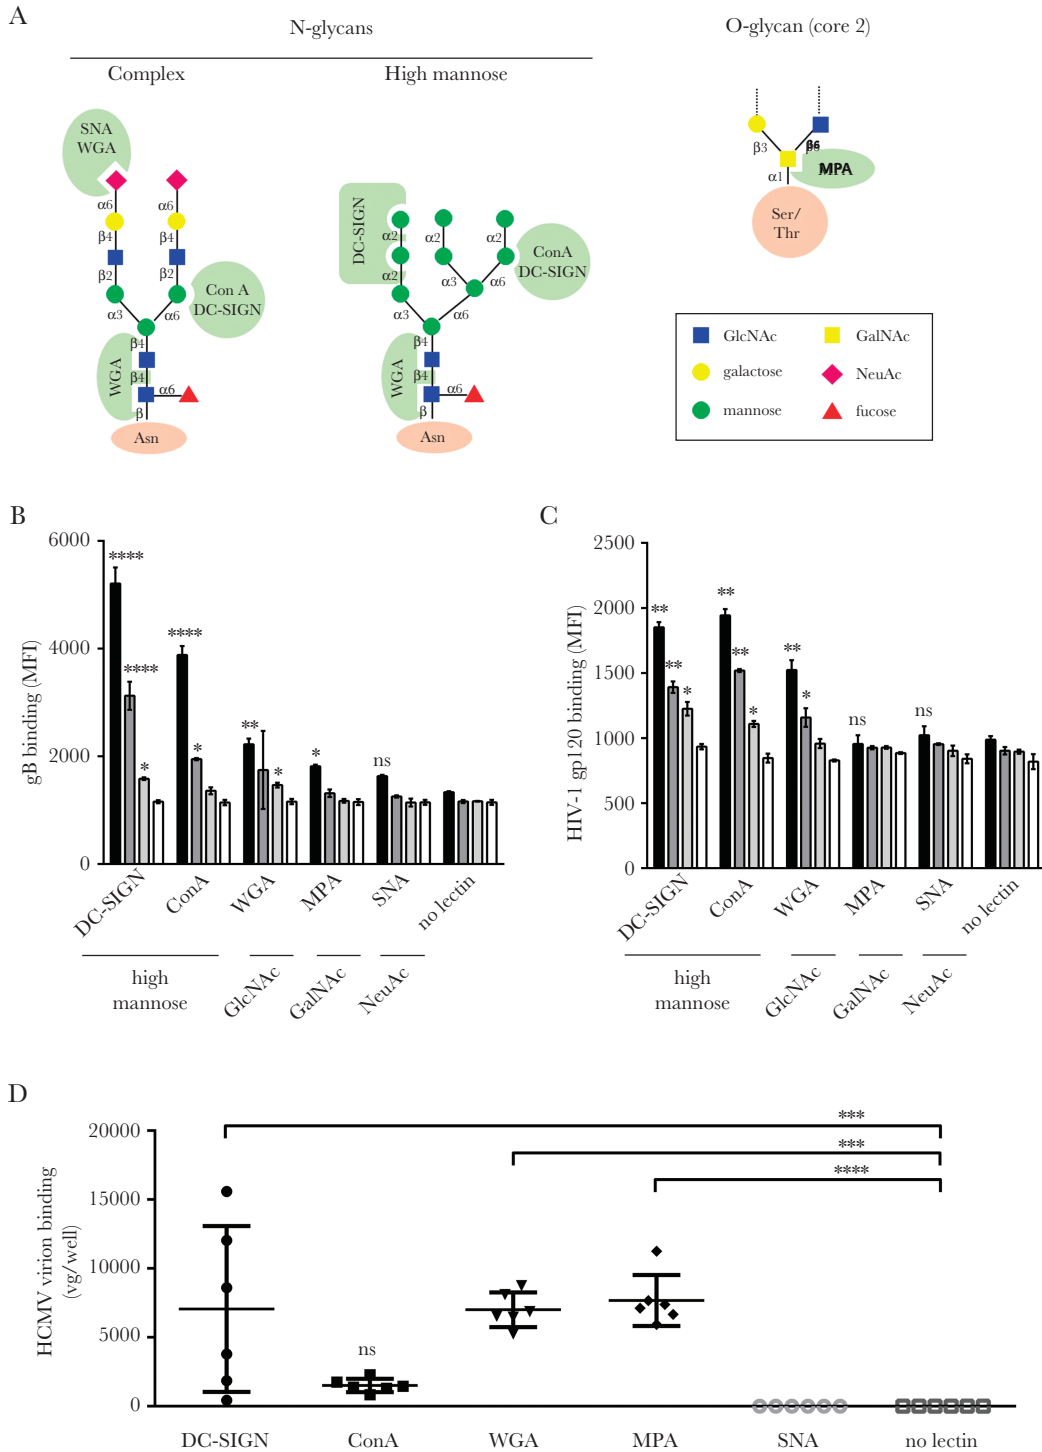 A
N-glycans
O-glycan (core 2)
Complex
High mannose
SNA
WGA
α6
α6
β4
β4
β2
β2
α3
α6
Con A
DC-SIGN
β4
WGA
β4
α6
β
Asn
DC-SIGN
α2
α2
α2
α2
α3
α6
α3
α6
ConA
DC-SIGN
β4
WGA
β4
α6
β
Asn
β3
β6
α1
MPA
Ser/
Thr
GlcNAc
GalNAc
galactose
NeuAc
mannose
fucose
B
gB binding (MFI)
6000
4000
2000
0
****
****
*
****
*
**
*
*
ns
DC-SIGN
ConA
WGA
MPA
SNA
no lectin
high
mannose
GlcNAc
GalNAc
NeuAc
C
HIV-1 gp120 binding (MFI)
2500
2000
1500
1000
500
0
**
**
*
**
**
*
**
*
ns
ns
DC-SIGN
ConA
WGA
MPA
SNA
no lectin
high
mannose
GlcNAc
GalNAc
NeuAc
D
HCMV virion binding
(vg/well)
20000
15000
10000
5000
0
***
***
****
ns
DC-SIGN
ConA
WGA
MPA
SNA
no lectin